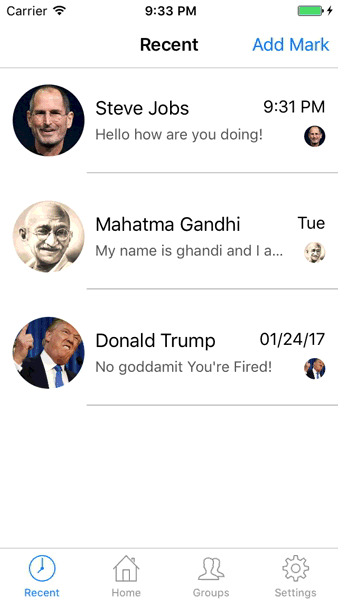 Carrier 9:33 PM
Recent Add Mark
Steve Jobs 9:31 PM
Hello how are you doing!
Mahatma Gandhi Tue
My name is ghandi and I a...
Donald Trump 01/24/17
No goddamit You're Fired!
Recent Home Groups Settings